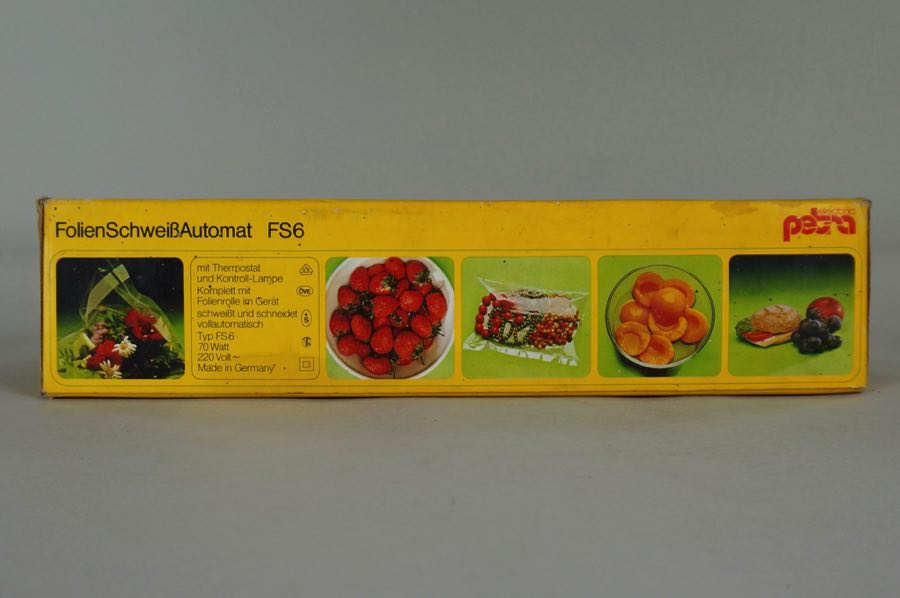 FolienSchweißAutomat FS6
electric
petra
mit Thermostat
und Kontroll-Lampe
Komplett mit
Folienrolle im Gerät
schweißt und schneidet
vollautomatisch
Typ FS6
70 Watt
220 Volt~
Made in Germany
ÖVE